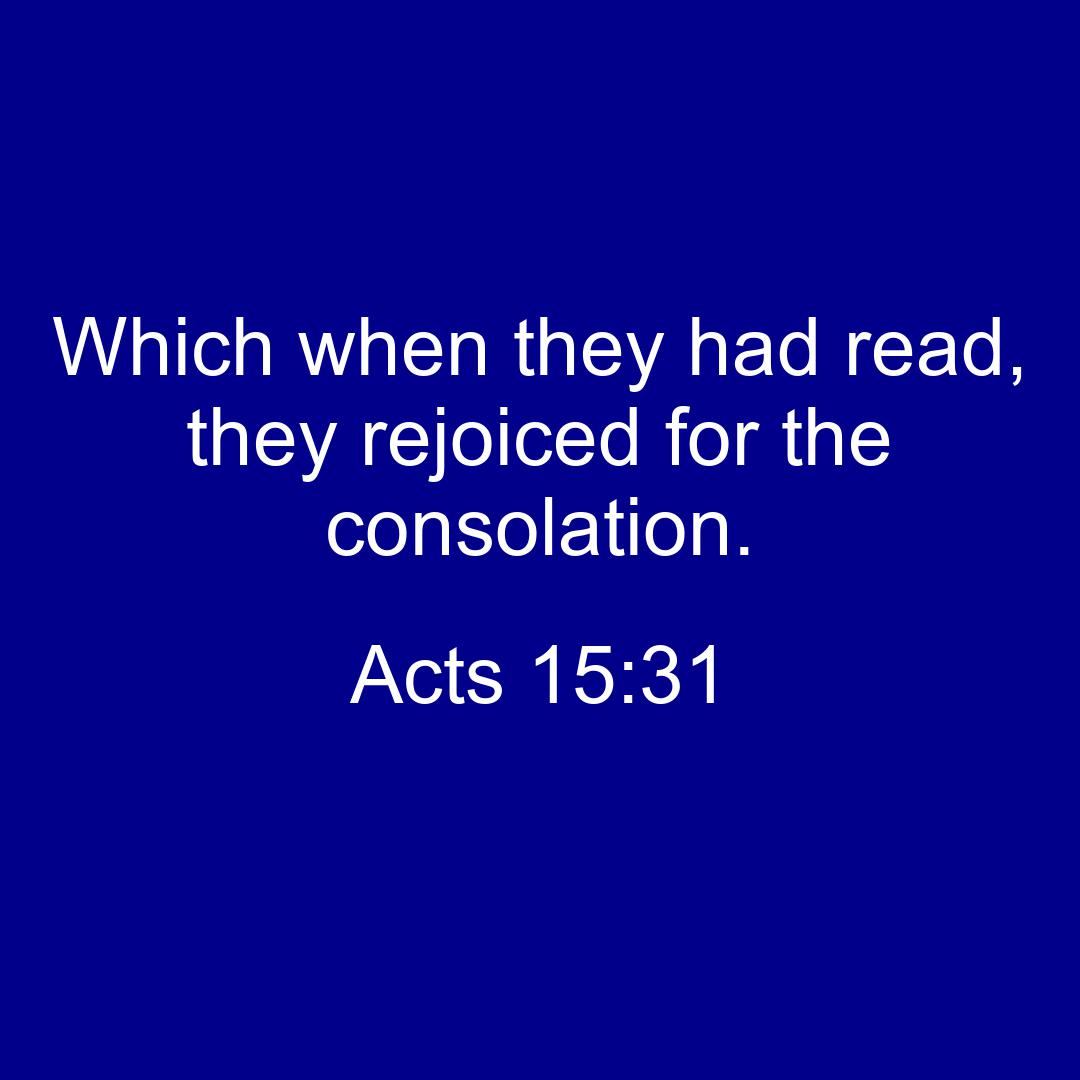 Which when they had read,
they rejoiced for the
consolation.
Acts 15:31